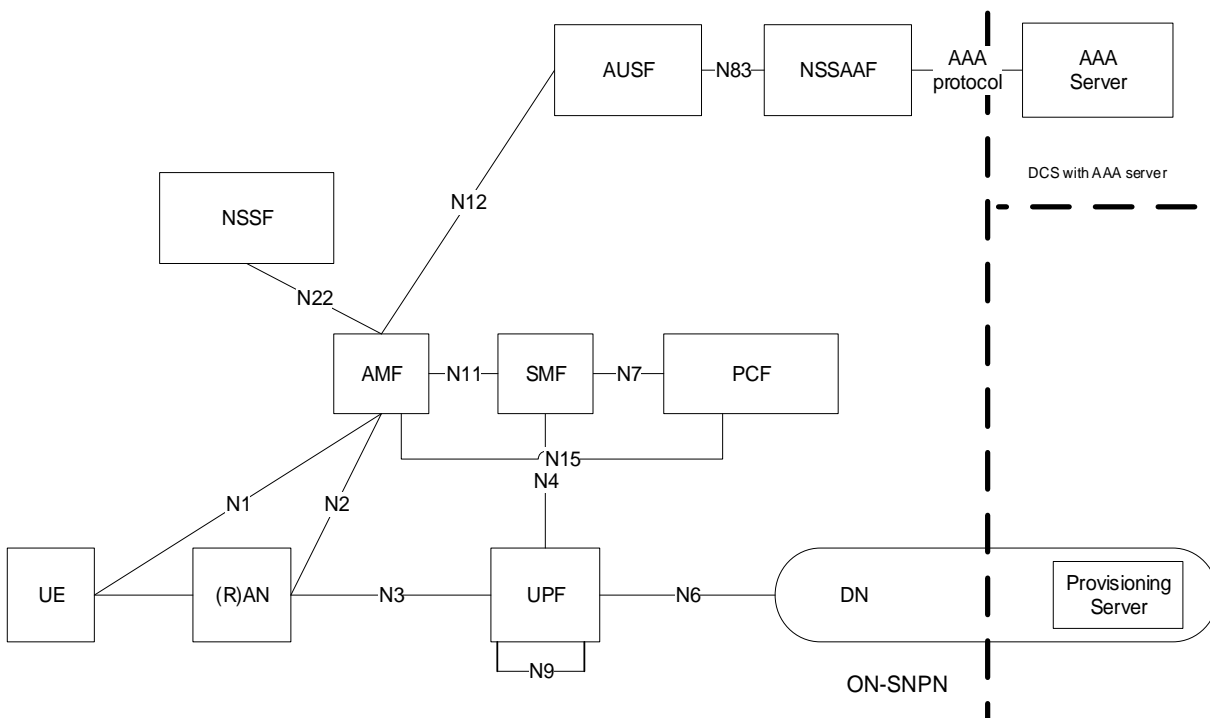 AUSF
N83
NSSAAF
AAA
protocol
AAA
Server
DCS with AAA server
N12
NSSF
N22
AMF
N11
SMF
N7
PCF
N15
N4
N1
N2
UE
(R)AN
N3
UPF
N6
DN
Provisioning
Server
N9
ON-SNPN